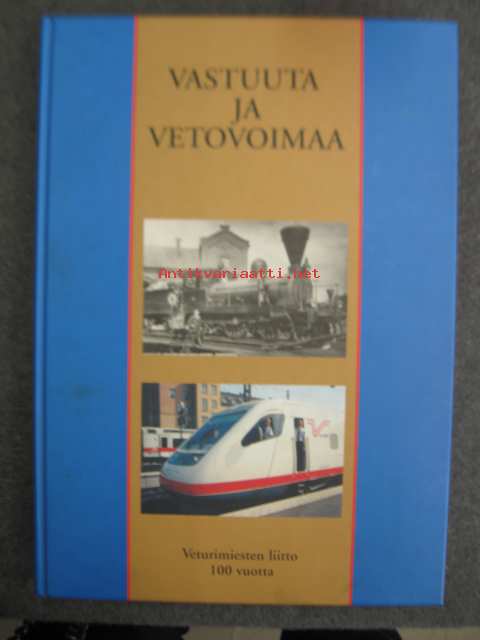 VASTUUTA
JA
VETOVOIMAA
Antikvariaatti.net
Veturimiesten liitto
100 vuotta